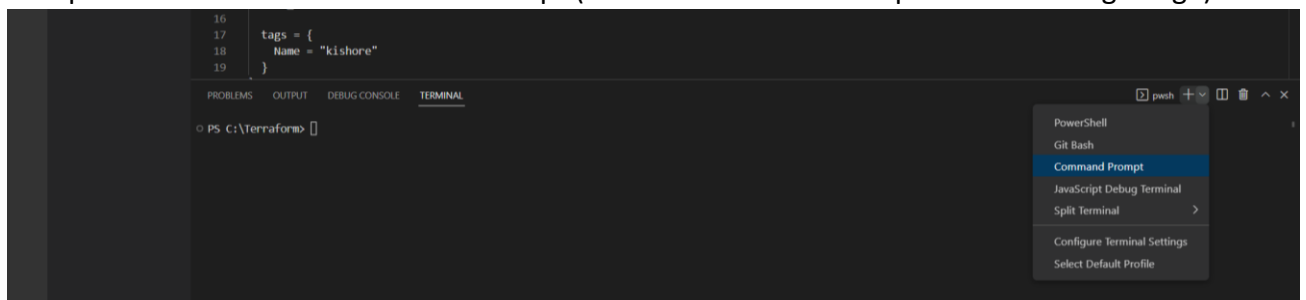 16
17 tags = {
18 Name = "kishore"
19 }
PROBLEMS OUTPUT DEBUG CONSOLE TERMINAL pwsh
PS C:\Terraform>
PowerShell
Git Bash
Command Prompt
JavaScript Debug Terminal
Split Terminal
Configure Terminal Settings
Select Default Profile